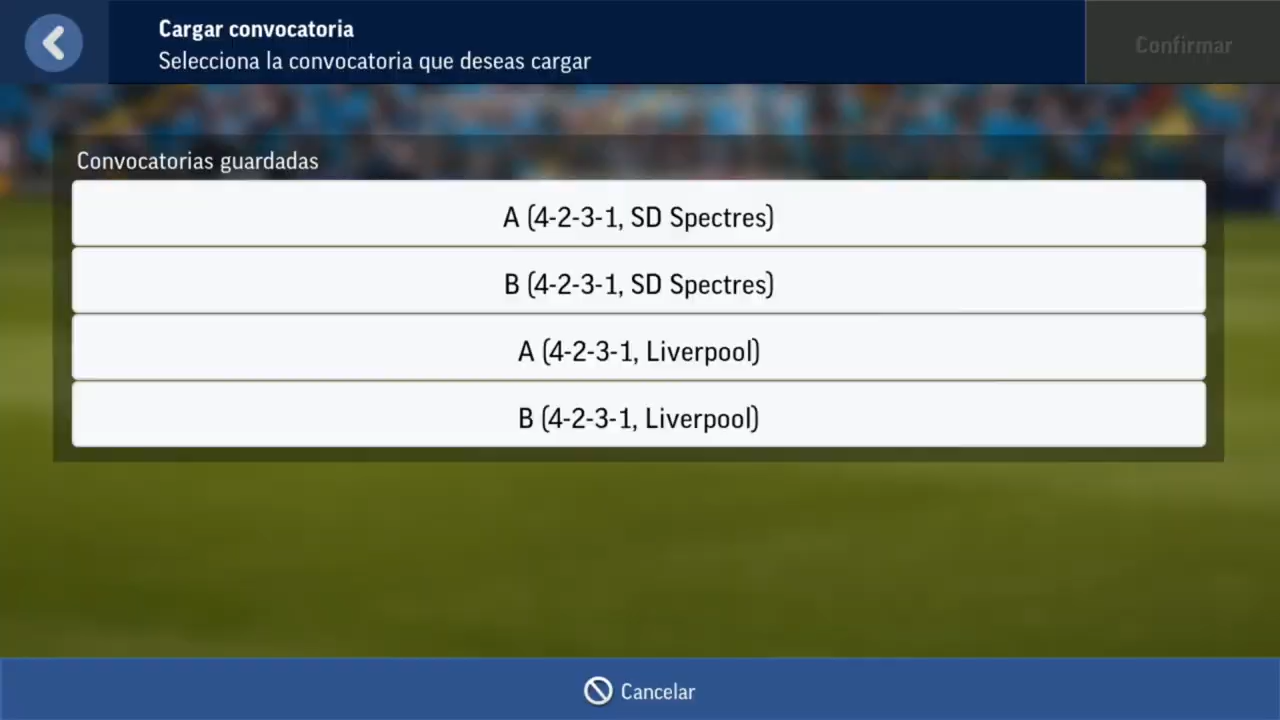 Cargar convocatoria
Selecciona la convocatoria que deseas cargar
Confirmar
Convocatorias guardadas
A (4-2-3-1, SD Spectres)
B (4-2-3-1, SD Spectres)
A (4-2-3-1, Liverpool)
B (4-2-3-1, Liverpool)
Cancelar